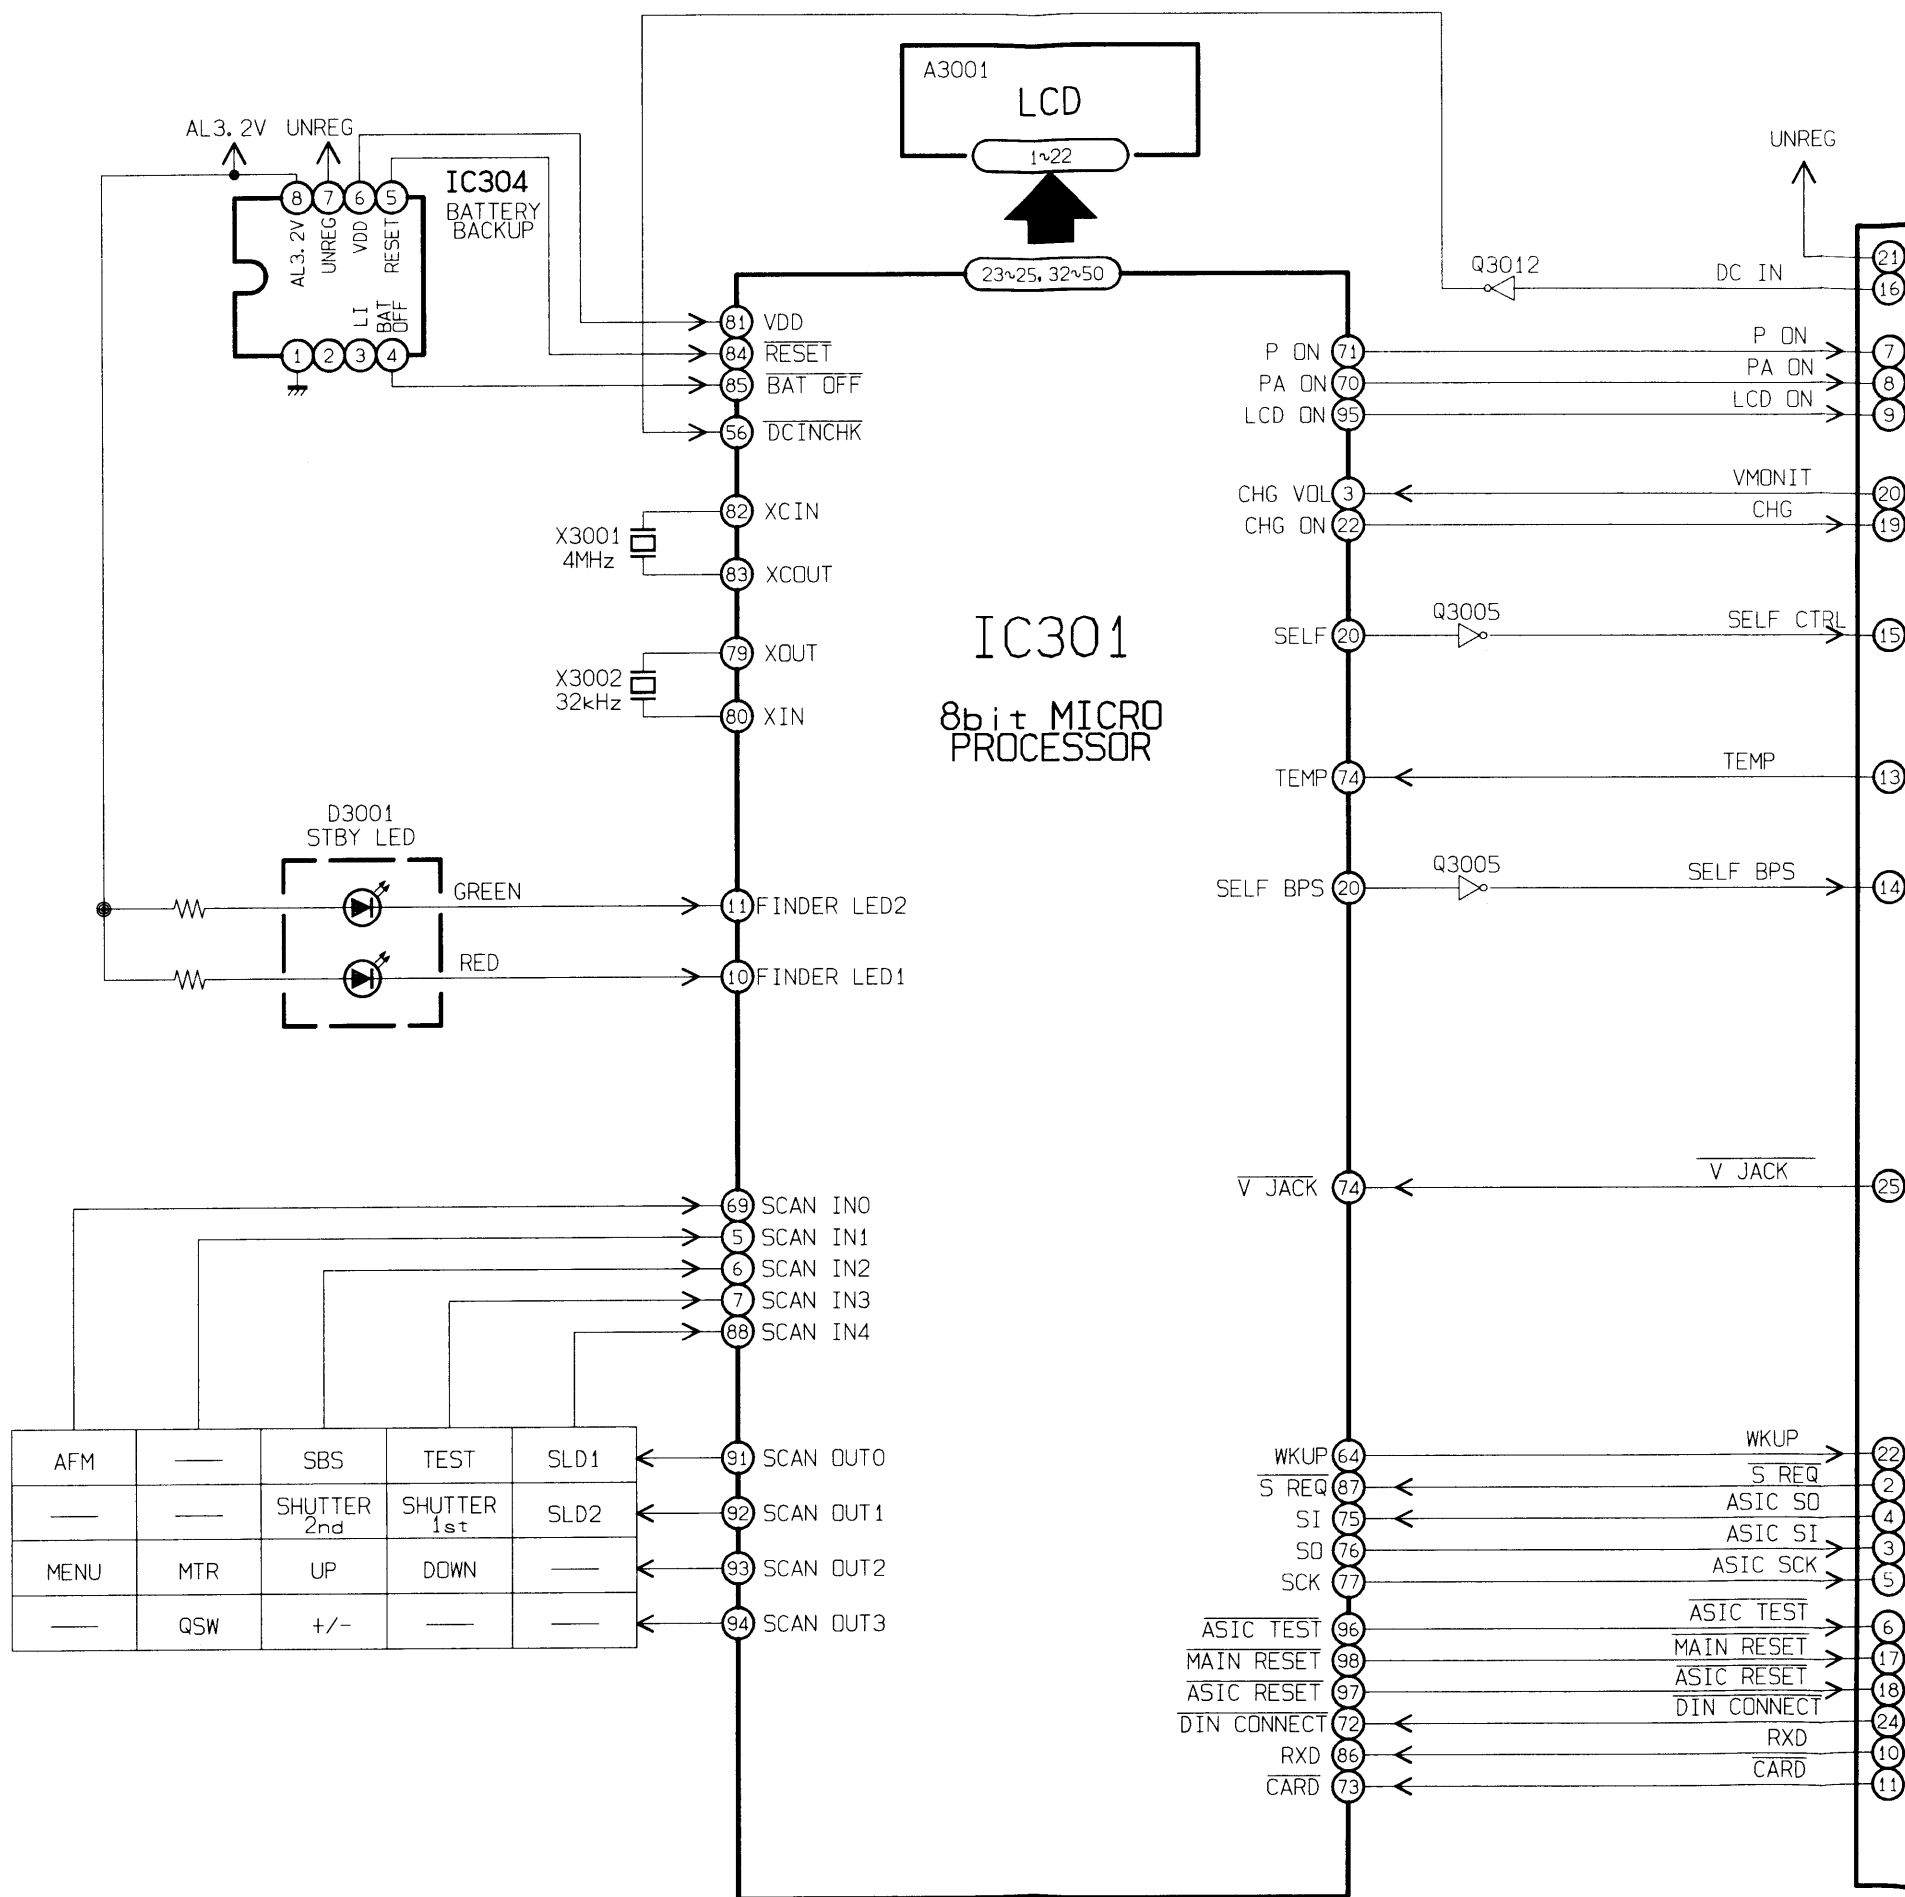 A3001
LCD
1~22
AL3.2V UNREG
UNREG
8 7 6 5
IC304
BATTERY
BACKUP
AL3.2V
UNREG
VDD
RESET
LI
BAT
OFF
1 2 3 4
23~25, 32~50
81 VDD
84 RESET
85 BAT OFF
56 DCINCHK
82 XCIN
X3001
4MHz
83 XCOUT
79 XOUT
X3002
32kHz
80 XIN
IC301
8bit MICRO
PROCESSOR
D3001
STBY LED
GREEN
11 FINDER LED2
RED
10 FINDER LED1
69 SCAN IN0
5 SCAN IN1
6 SCAN IN2
7 SCAN IN3
88 SCAN IN4
AFM — SBS TEST SLD1
91 SCAN OUT0
— — SHUTTER 2nd SHUTTER 1st SLD2
92 SCAN OUT1
MENU MTR UP DOWN —
93 SCAN OUT2
— QSW +/- — —
94 SCAN OUT3
21
Q3012 DC IN 16
P ON 71 P ON 7
PA ON 70 PA ON 8
LCD ON 95 LCD ON 9
CHG VOL 3 VMONIT 20
CHG ON 22 CHG 19
SELF 20 Q3005 SELF CTRL 15
TEMP 74 TEMP 13
SELF BPS 20 Q3005 SELF BPS 14
V JACK 74 V JACK 25
WKUP 64 WKUP 22
S REQ 87 S REQ 2
SI 75 ASIC SO 4
SO 76 ASIC SI 3
SCK 77 ASIC SCK 5
ASIC TEST 96 ASIC TEST 6
MAIN RESET 98 MAIN RESET 17
ASIC RESET 97 ASIC RESET 18
DIN CONNECT 72 DIN CONNECT 24
RXD 86 RXD 10
CARD 73 CARD 11